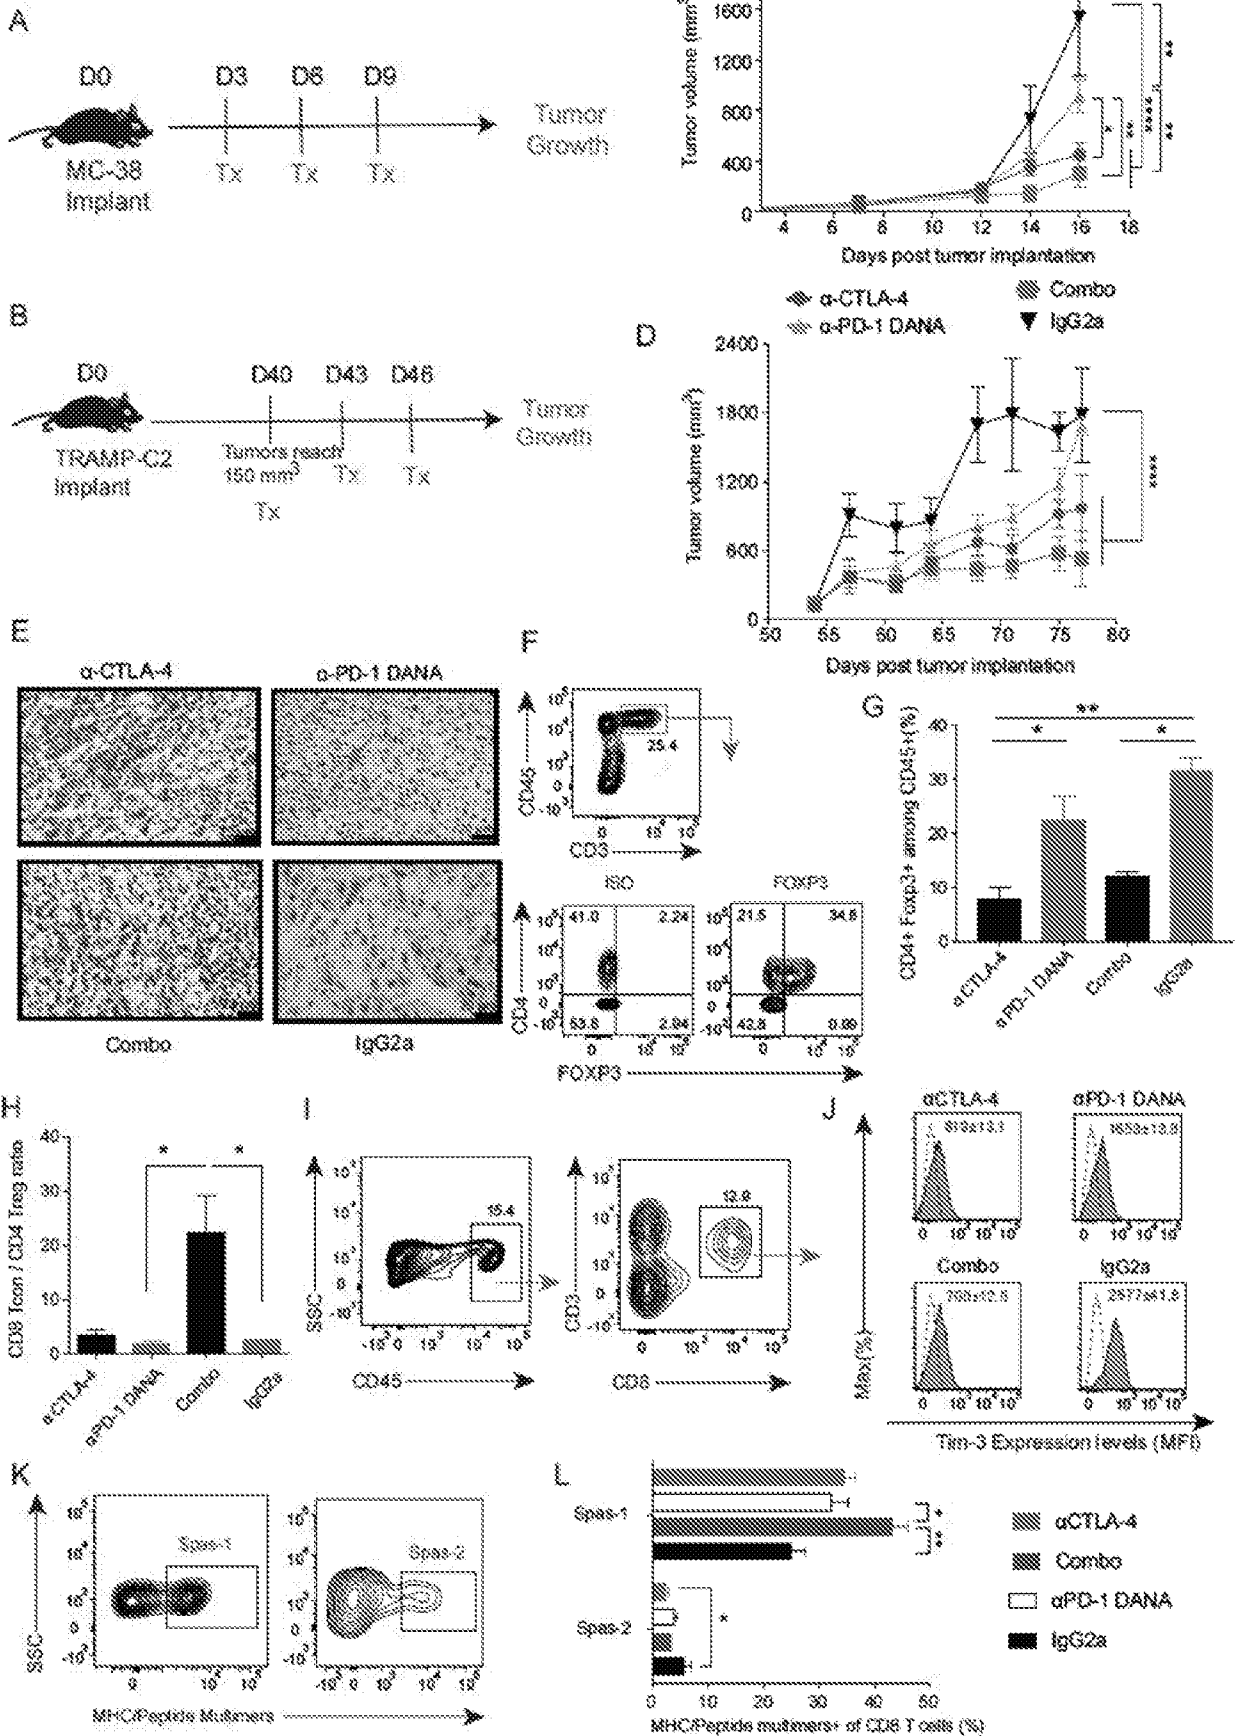 A
D0
D3
D6
D9
MC-38
Implant
Tx
Tx
Tx
Tumor
Growth
Tumor volume (mm
1600
1200
800
400
0
4
6
8
10
12
14
16
18
Days post tumor implantation
*
**
****
**
**
α-CTLA-4
α-PD-1 DANA
Combo
IgG2a
B
D0
D40
D43
D46
TRAMP-C2
Implant
Tumors reach
150 mm³
Tx
Tx
Tx
Tumor
Growth
D
Tumor volume (mm³)
2400
1800
1200
600
0
50
55
60
65
70
75
80
Days post tumor implantation
****
E
α-CTLA-4
α-PD-1 DANA
Combo
IgG2a
F
CD45
25.4
CD3
ISO
FOXP3
CD4
41.0
2.24
53.8
2.94
21.5
34.8
42.8
FOXP3
G
CD4+ Foxp3+ among CD45+(%)
40
30
20
10
0
**
*
*
αCTLA-4
αPD-1 DANA
Combo
IgG2a
H
CD8 Tcon / CD4 Treg ratio
40
30
20
10
0
*
*
αCTLA-4
αPD-1 DANA
Combo
IgG2a
I
SSC
15.4
CD45
CD3
12.9
CD8
J
αCTLA-4
αPD-1 DANA
Combo
IgG2a
Max(%)
Tim-3 Expression levels (MFI)
K
SSC
Spas-1
Spas-2
MHC/Peptide Multimers
L
Spas-1
Spas-2
*
**
*
0
10
20
30
40
50
MHC/Peptide multimers+ of CD8 T cells (%)
αCTLA-4
Combo
αPD-1 DANA
IgG2a